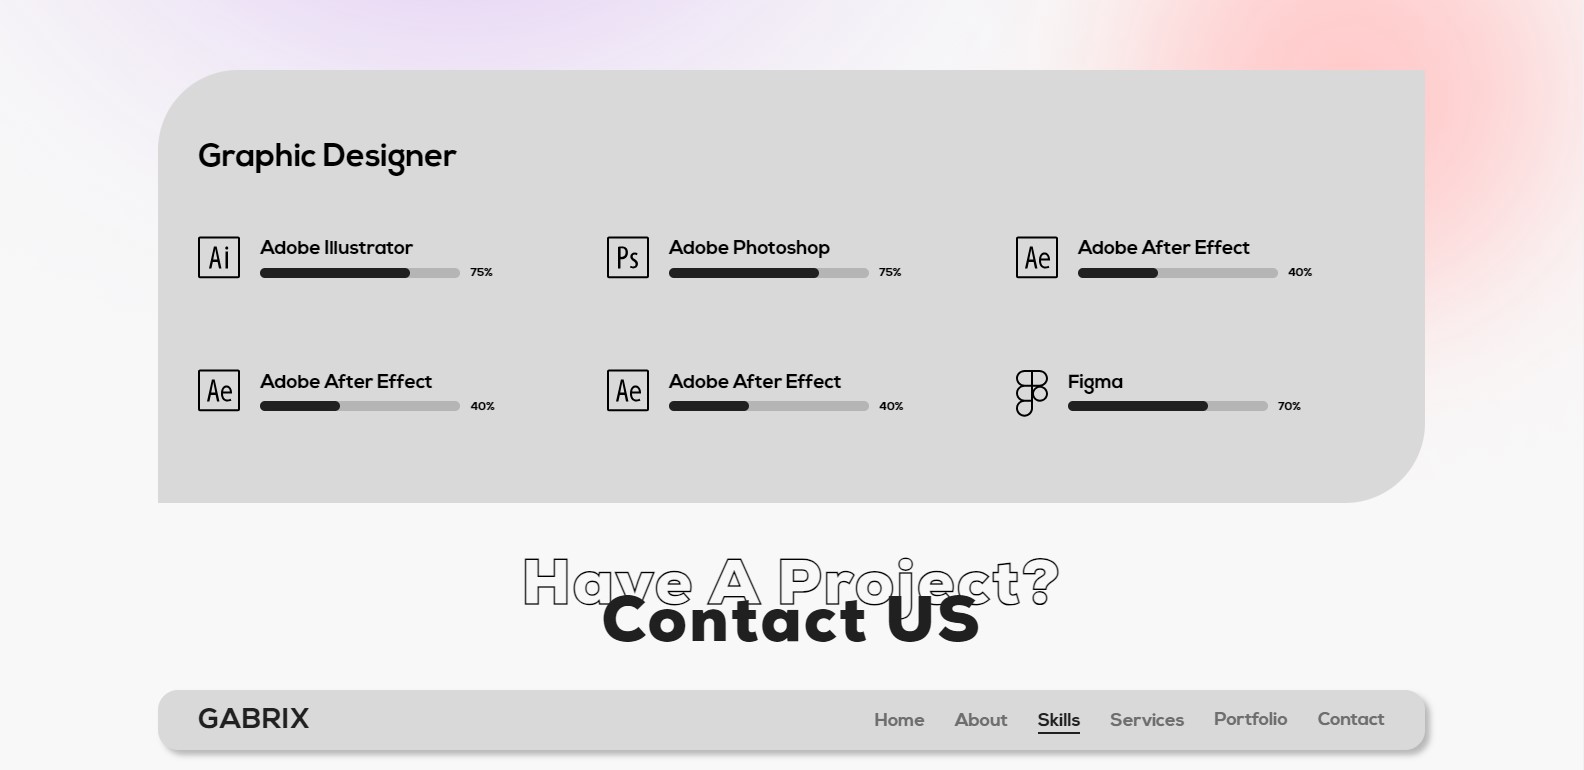 Graphic Designer
Ai Adobe Illustrator
75%
Ps Adobe Photoshop
75%
Ae Adobe After Effect
40%
Ae Adobe After Effect
40%
Ae Adobe After Effect
40%
Figma
70%
Have A Project?
Contact US
GABRIX Home About Skills Services Portfolio Contact